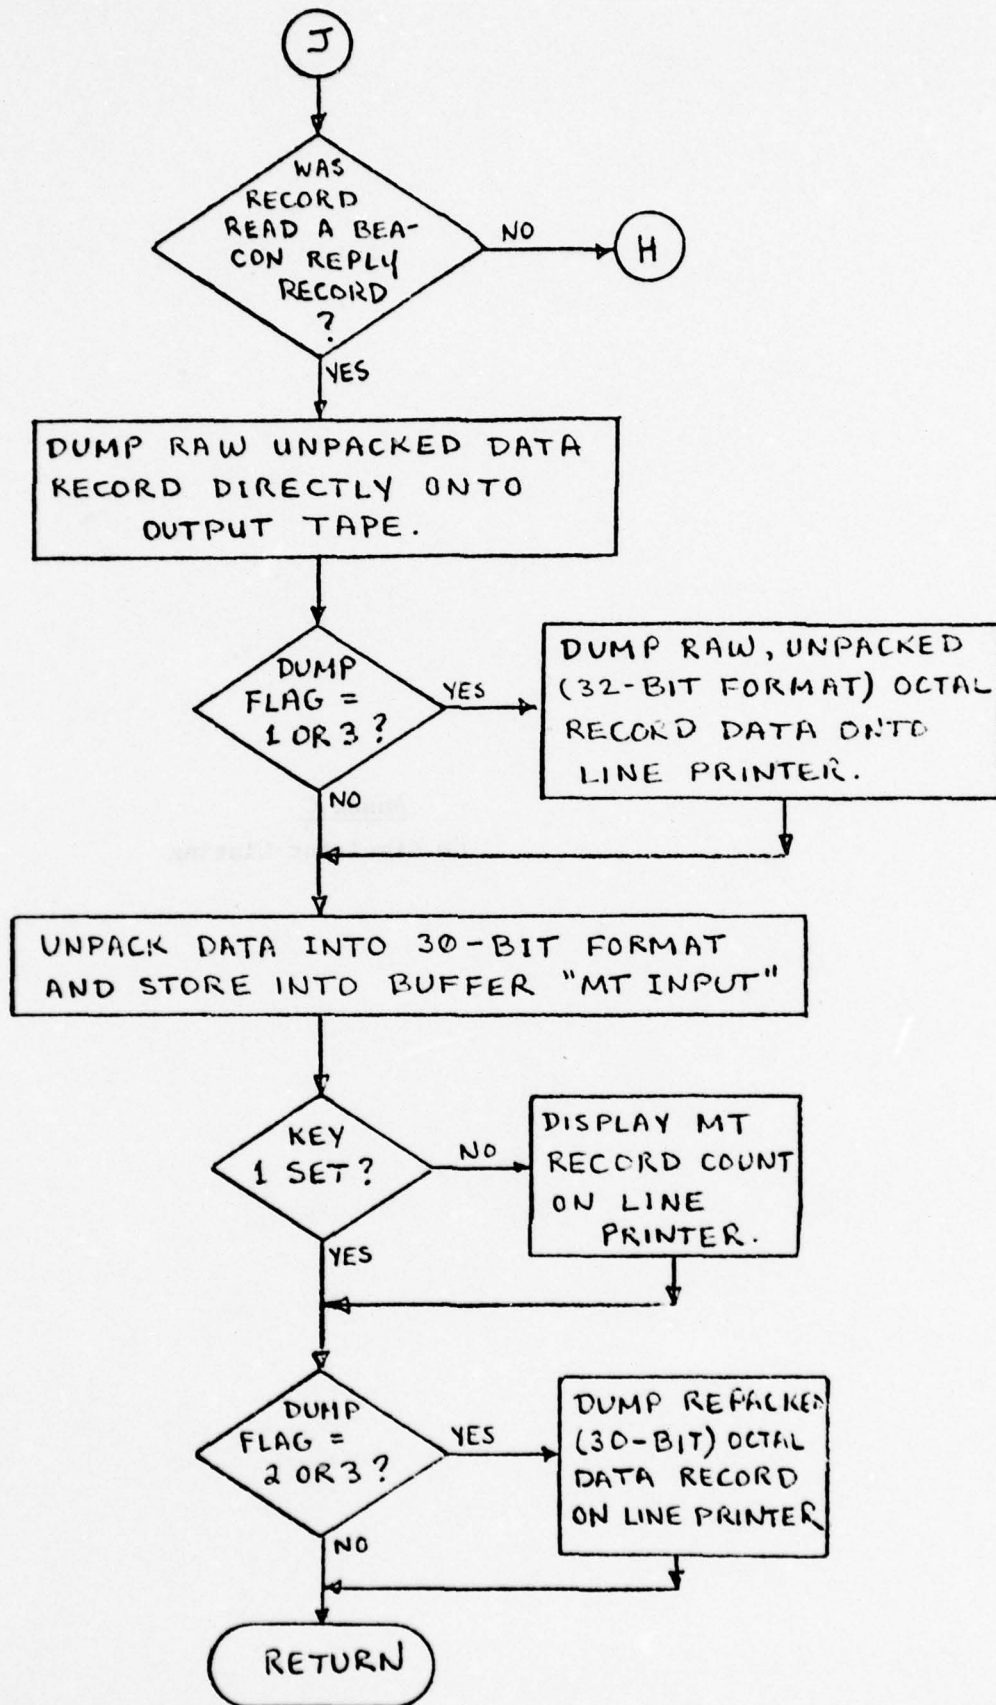 J
WAS
RECORD
READ A BEA-
CON REPLY
RECORD
?
NO
H
YES
DUMP RAW UNPACKED DATA
RECORD DIRECTLY ONTO
OUTPUT TAPE.
DUMP
FLAG =
1 OR 3?
YES
DUMP RAW, UNPACKED
(32-BIT FORMAT) OCTAL
RECORD DATA ONTO
LINE PRINTER.
NO
UNPACK DATA INTO 30-BIT FORMAT
AND STORE INTO BUFFER "MT INPUT"
KEY
1 SET?
NO
DISPLAY MT
RECORD COUNT
ON LINE
PRINTER.
YES
DUMP
FLAG =
2 OR 3?
YES
DUMP REPACKED
(30-BIT) OCTAL
DATA RECORD
ON LINE PRINTER
NO
RETURN